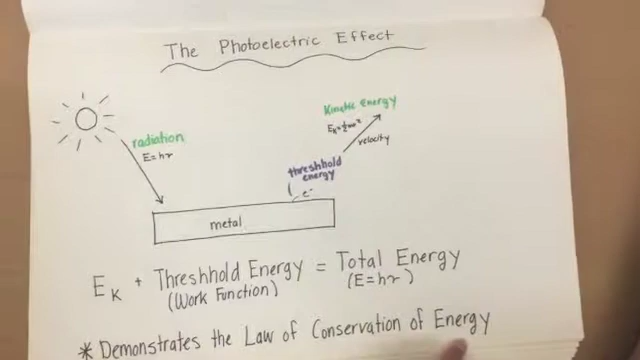 The Photoelectric Effect
radiation
E=hν
Kinetic energy
Eₖ=½mv²
velocity
threshhold
energy
e⁻
metal
Eₖ + Threshhold Energy = Total Energy
(Work Function) (E=hν)
*Demonstrates the Law of Conservation of Energy